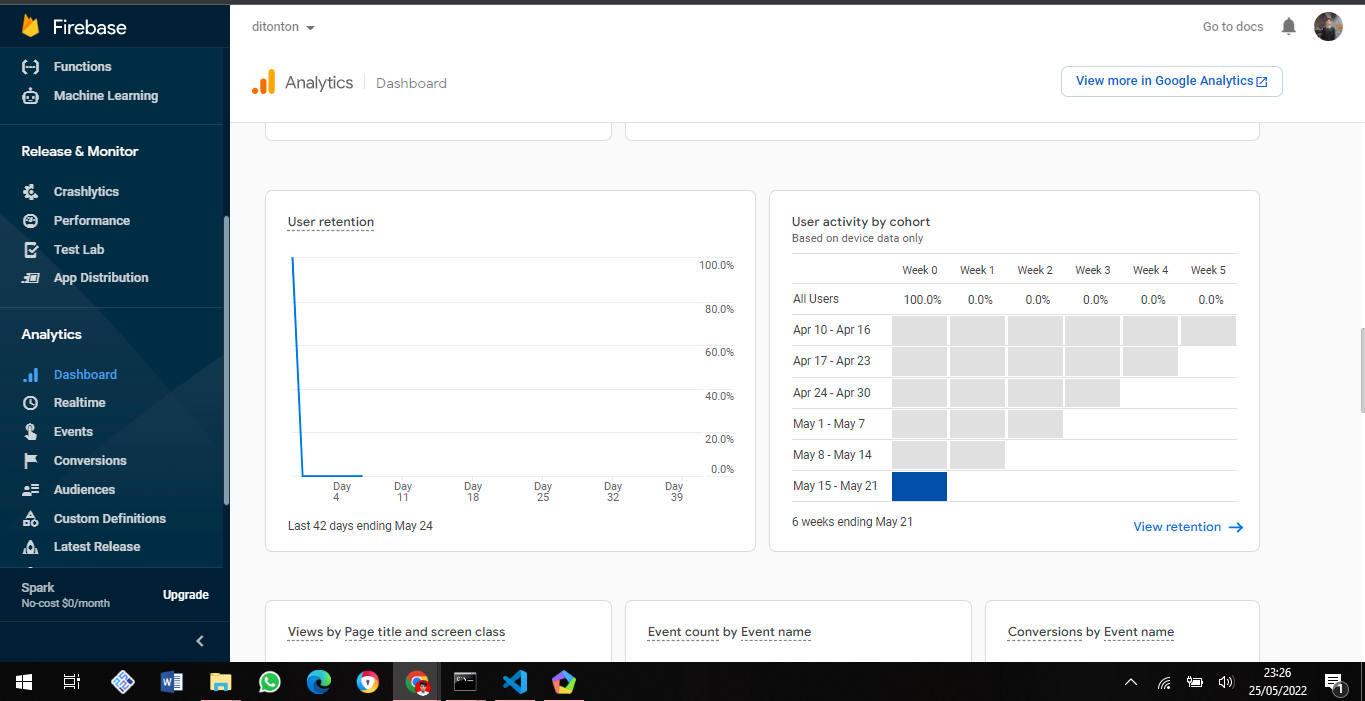 Firebase
Functions
Machine Learning
Release & Monitor
Crashlytics
Performance
Test Lab
App Distribution
Analytics
Dashboard
Realtime
Events
Conversions
Audiences
Custom Definitions
Latest Release
Spark
No-cost $0/month
Upgrade
ditonton
Go to docs
Analytics
Dashboard
View more in Google Analytics
User retention
100.0%
80.0%
60.0%
40.0%
20.0%
0.0%
Day 4
Day 11
Day 18
Day 25
Day 32
Day 39
Last 42 days ending May 24
User activity by cohort
Based on device data only
Week 0 Week 1 Week 2 Week 3 Week 4 Week 5
All Users 100.0% 0.0% 0.0% 0.0% 0.0% 0.0%
Apr 10 - Apr 16
Apr 17 - Apr 23
Apr 24 - Apr 30
May 1 - May 7
May 8 - May 14
May 15 - May 21
6 weeks ending May 21
View retention
Views by Page title and screen class
Event count by Event name
Conversions by Event name
23:26
25/05/2022
1